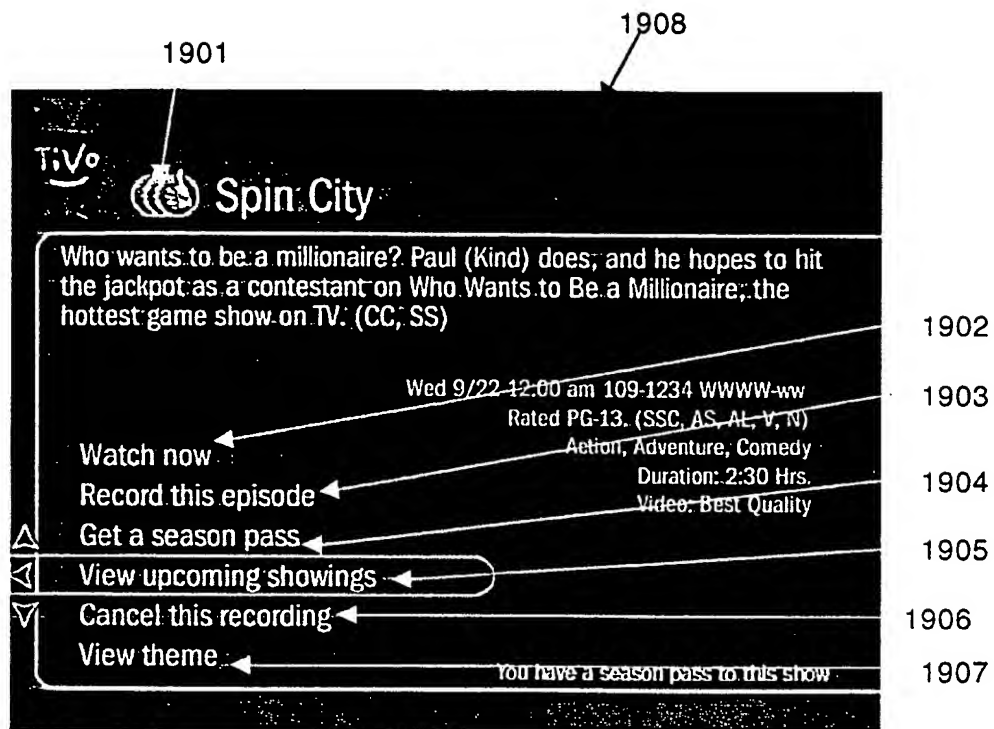 1908
1901
TiVo
Spin City
Who wants to be a millionaire? Paul (Kind) does, and he hopes to hit
the jackpot as a contestant on Who Wants to Be a Millionaire, the
hottest game show on TV. (CC, SS)
1902
Wed 9/22 12:00 am 109-1234 WWWW-ww
1903
Rated PG-13. (SSC, AS, AL, V, N)
Action, Adventure, Comedy
Watch now
Duration: 2:30 Hrs.
1904
Record this episode
Video: Best Quality
Get a season pass
1905
View upcoming showings
Cancel this recording
1906
View theme
You have a season pass to this show
1907